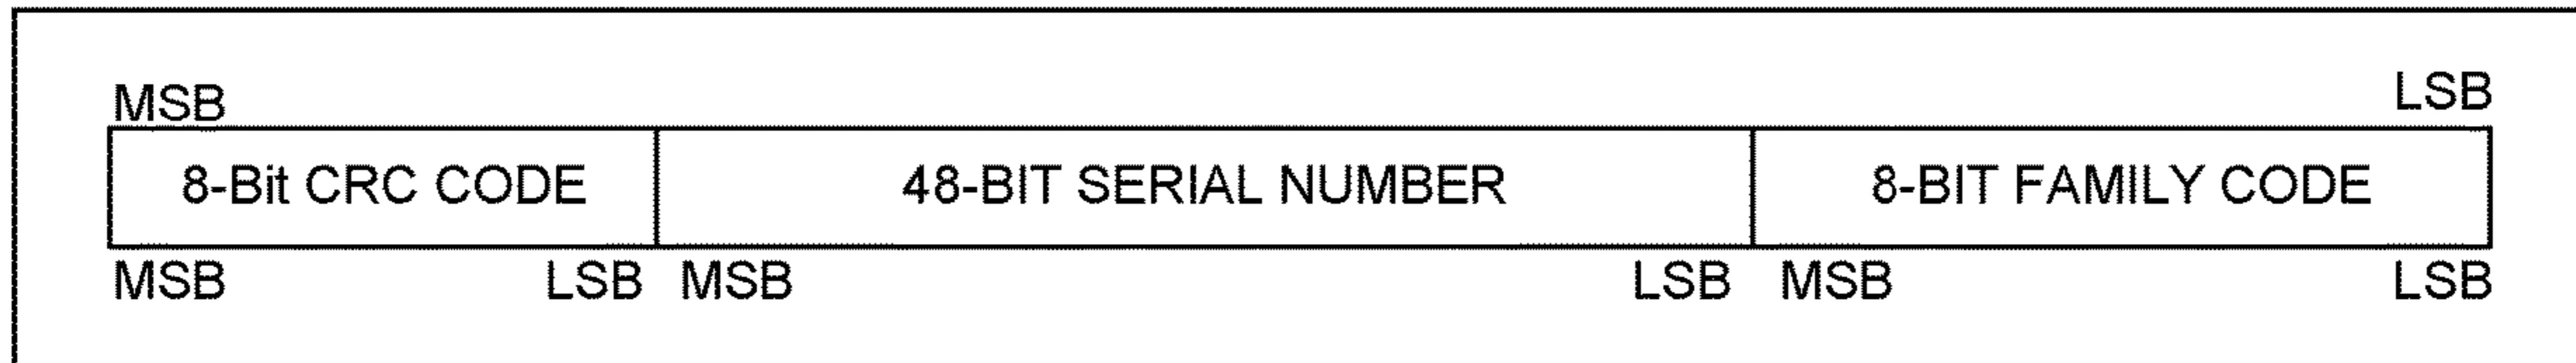 MSB LSB
8-Bit CRC CODE 48-BIT SERIAL NUMBER 8-BIT FAMILY CODE
MSB LSB MSB LSB MSB LSB